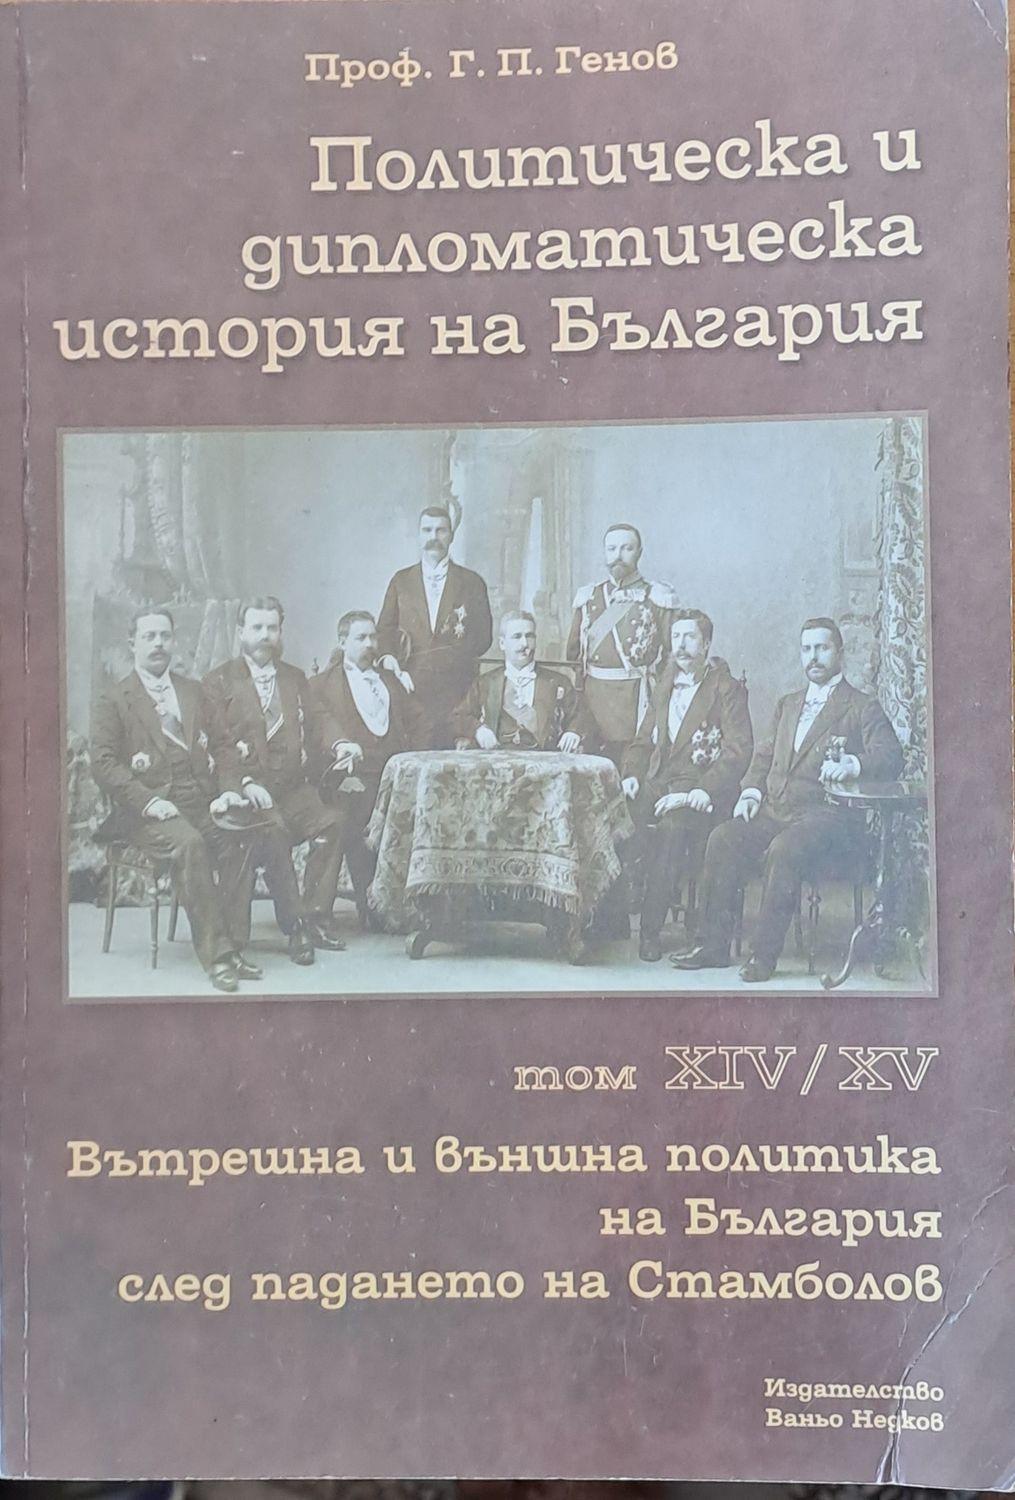 Проф. Г. П. Генов
Политическа и
дипломатическа
история на България
том XIV / XV
Вътрешна и външна политика
на България
след падането на Стамболов
Издателство
Ваньо Недков